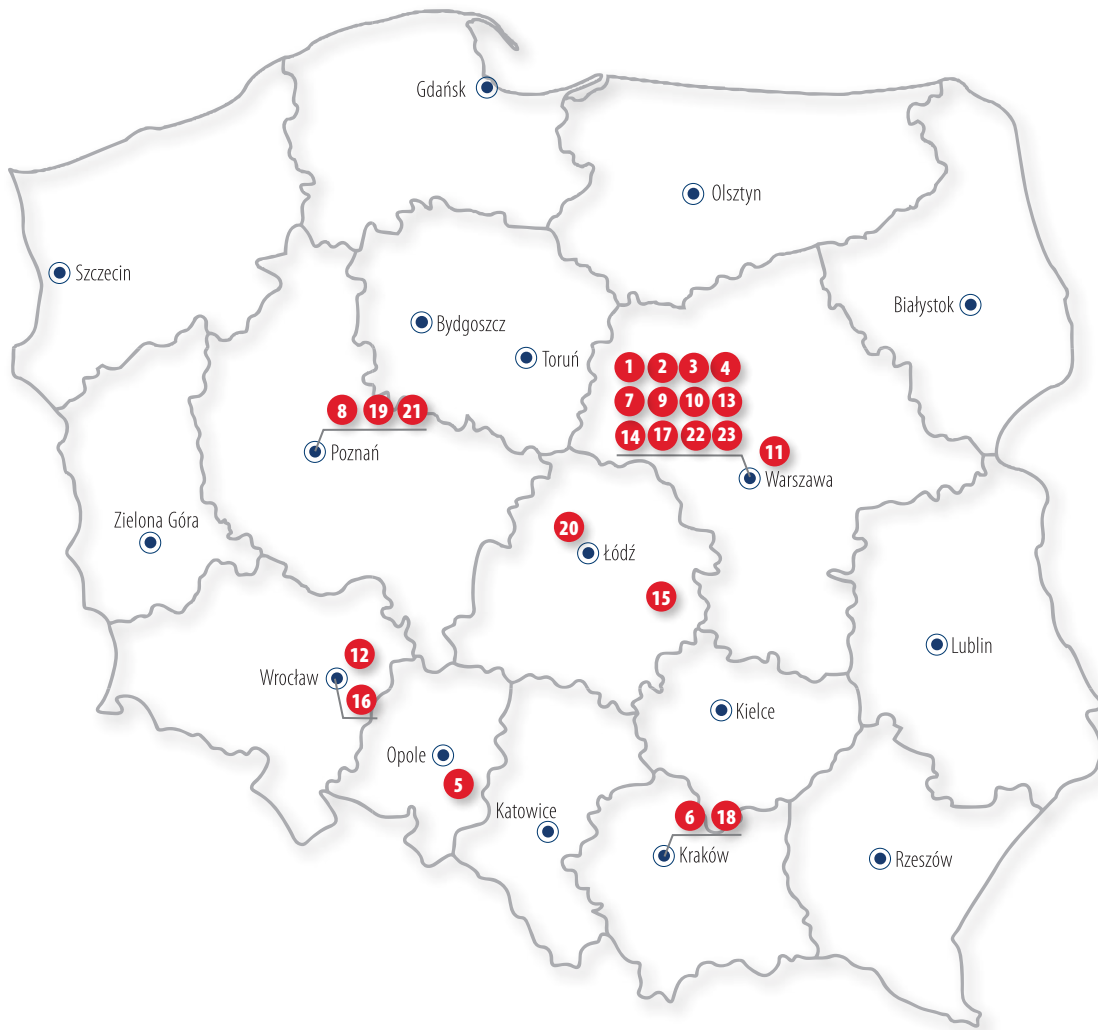 Gdańsk
Olsztyn
Szczecin
Białystok
Bydgoszcz
Toruń
1 2 3 4
7 9 10 13
8 19 21
14 17 22 23
11
Poznań
Warszawa
Zielona Góra
20
Łódź
15
12
Lublin
Wrocław
16
Kielce
Opole
5
Katowice
6 18
Kraków
Rzeszów